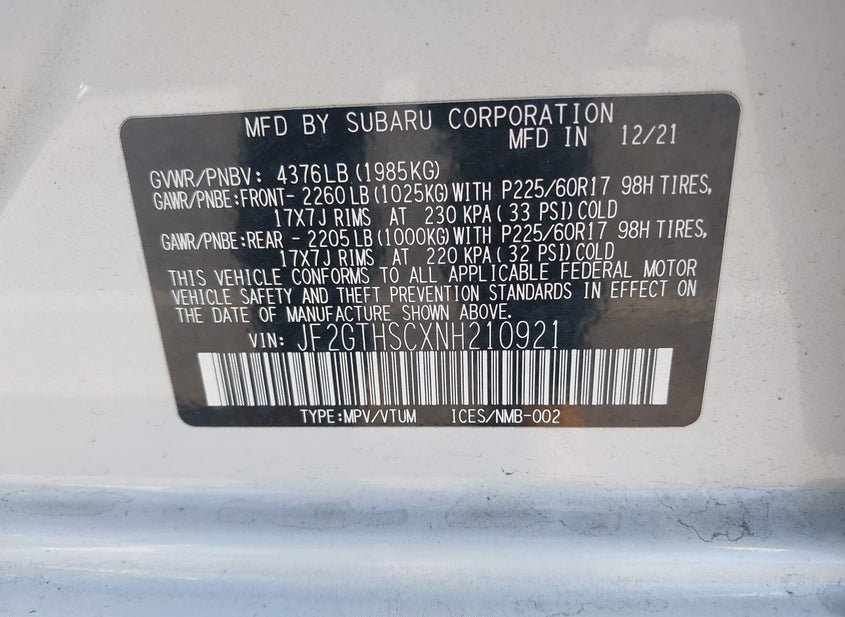 MFD BY SUBARU CORPORATION
MFD IN 12/21
GVWR/PNBV: 4376LB(1985KG)
GAWR/PNBE:FRONT- 2260LB(1025KG)WITH P225/60R17 98H TIRES,
17X7J RIMS AT 230 KPA(33 PSI)COLD
GAWR/PNBE:REAR - 2205LB(1000KG)WITH P225/60R17 98H TIRES,
17X7J RIMS AT 220 KPA(32 PSI)COLD
THIS VEHICLE CONFORMS TO ALL APPLICABLE FEDERAL MOTOR
VEHICLE SAFETY AND THEFT PREVENTION STANDARDS IN EFFECT ON
THE DATE OF MANUFACTURE SHOWN ABOVE.
VIN: JF2GTHSCXNH210921
TYPE:MPV/VTUM ICES/NMB-002